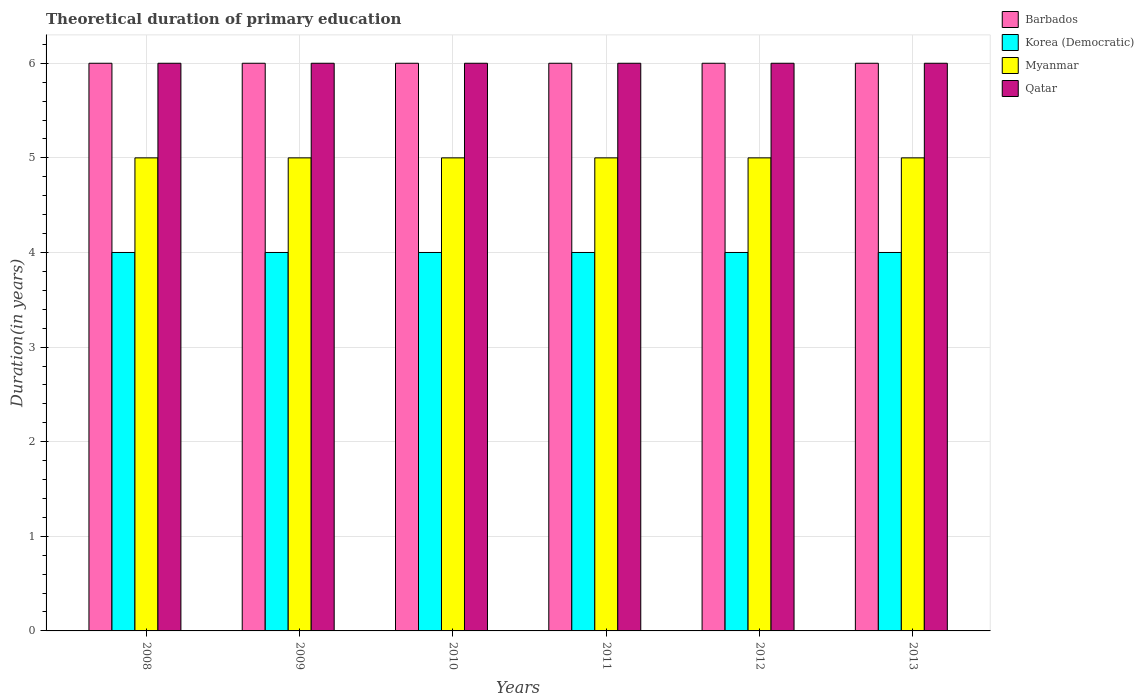 Theoretical duration of primary education
Barbados
Korea (Democratic)
Myanmar
Qatar
Duration(in years)
6
5
4
3
2
1
0
2008
2009
2010
2011
2012
2013
Years